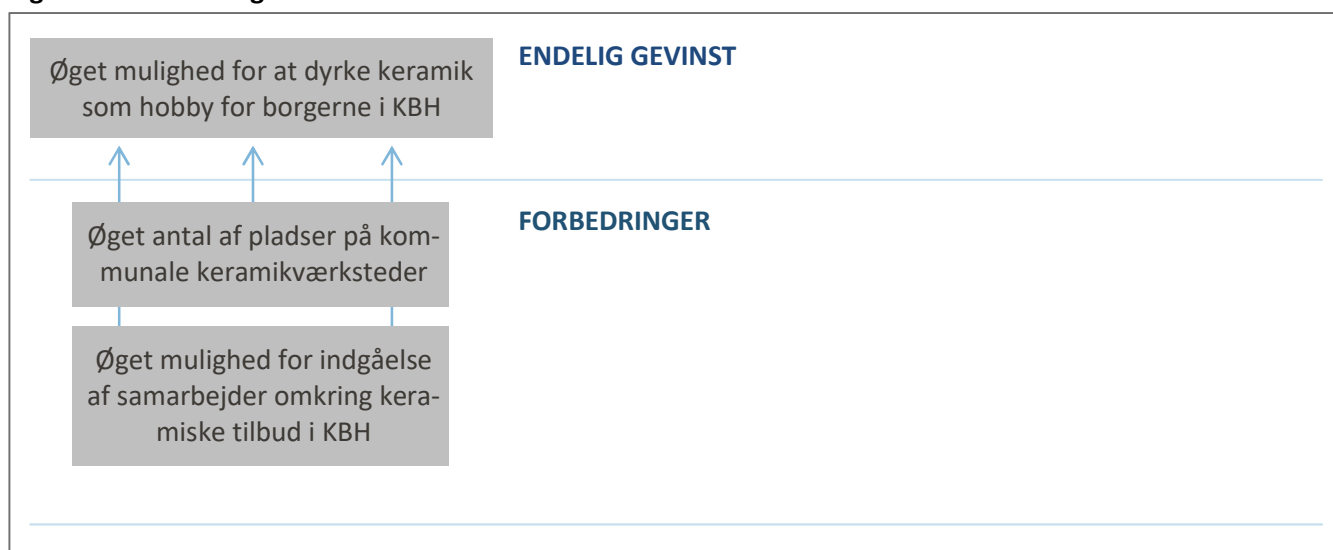 Øget mulighed for at dyrke keramik
som hobby for borgerne i KBH
ENDELIG GEVINST
Øget antal af pladser på kom-
munale keramikværksteder
FORBEDRINGER
Øget mulighed for indgåelse
af samarbejder omkring kera-
miske tilbud i KBH